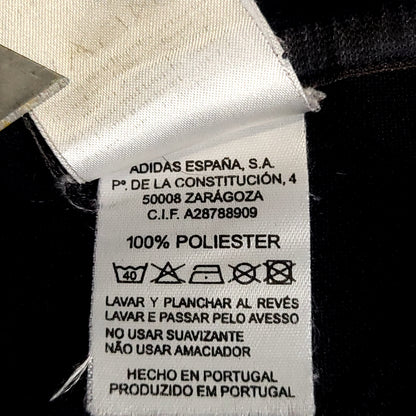 ADIDAS ESPAÑA, S.A.
Pº. DE LA CONSTITUCIÓN, 4
50008 ZARÁGOZA
C.I.F. A28788909
100% POLIESTER
40
LAVAR Y PLANCHAR AL REVÉS
LAVAR E PASSAR PELO AVESSO
NO USAR SUAVIZANTE
NÃO USAR AMACIADOR
HECHO EN PORTUGAL
PRODUZIDO EM PORTUGAL